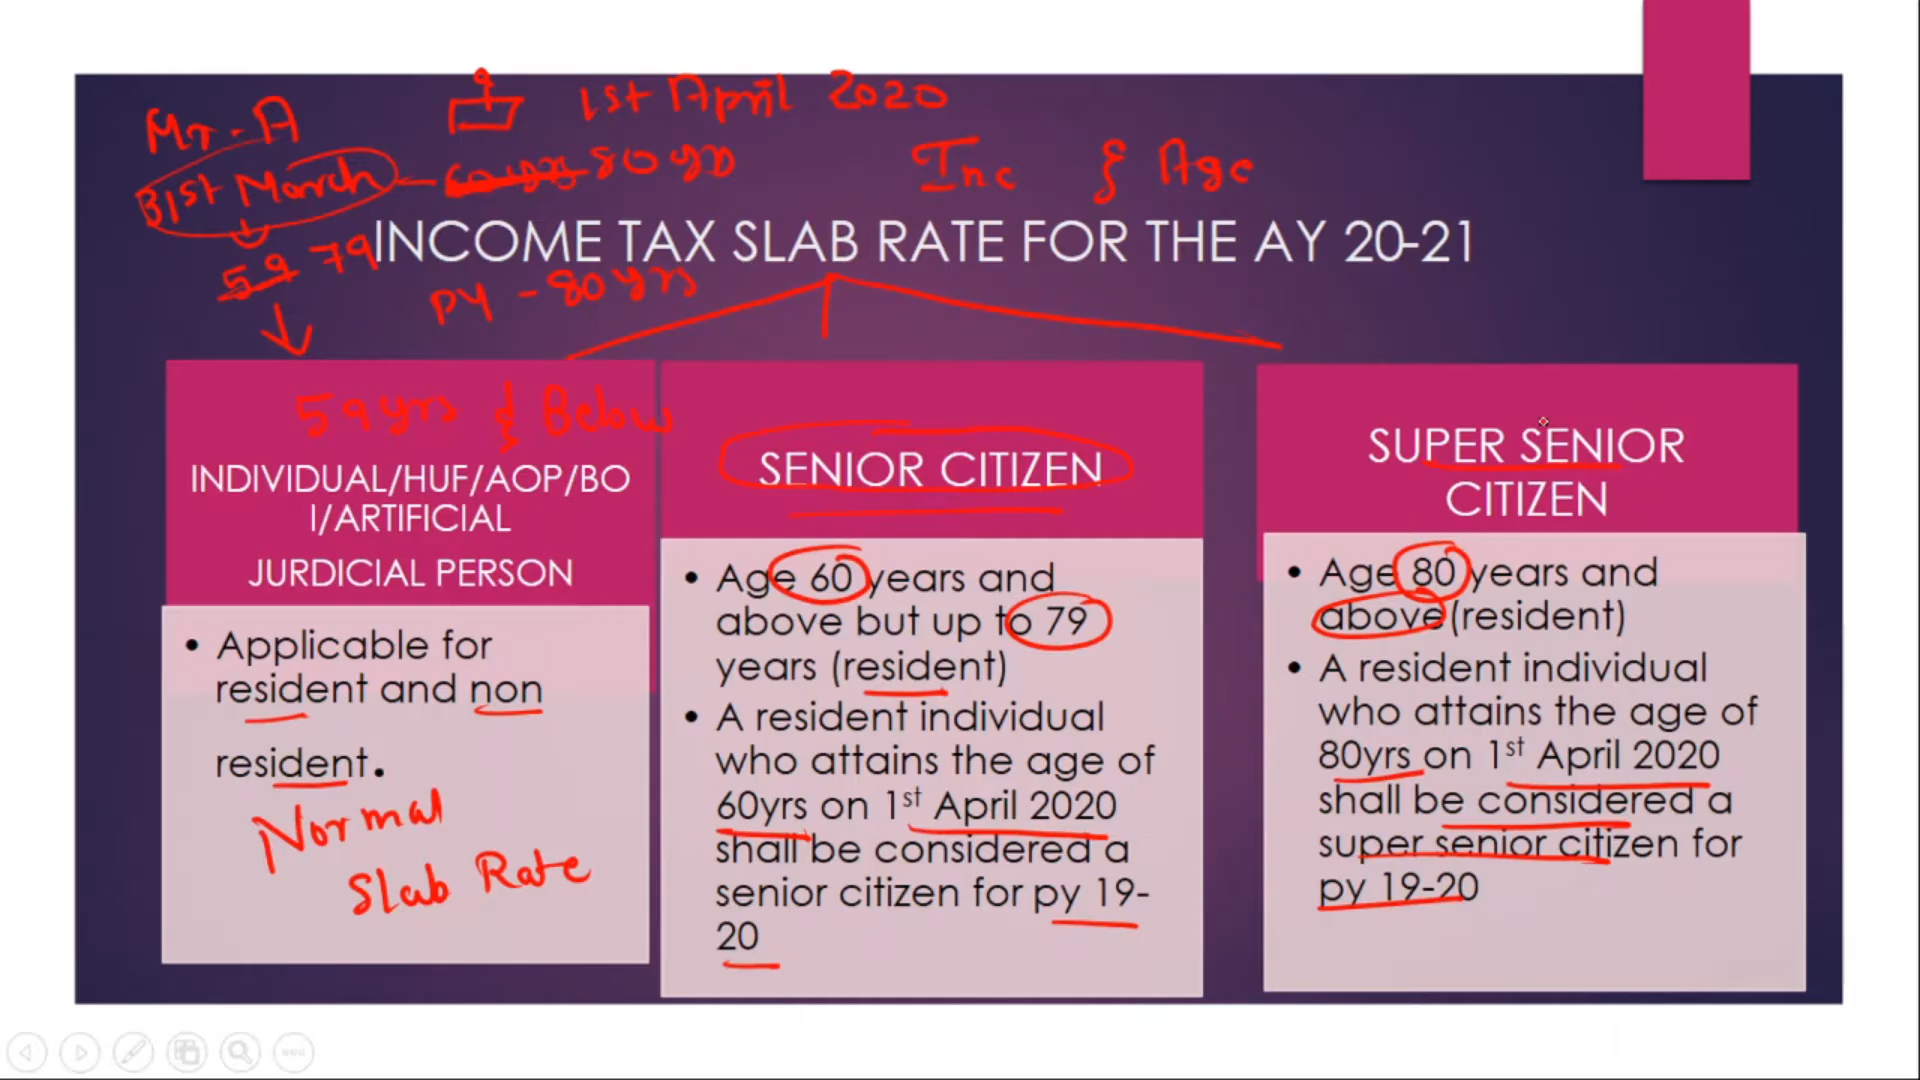 Mr. A
1st April 2020
31st March - 60 yrs 80 yrs
Inc & Age
59 79
INCOME TAX SLAB RATE FOR THE AY 20-21
PY - 80yrs
59yrs & Below
INDIVIDUAL/HUF/AOP/BO
I/ARTIFICIAL
JURDICIAL PERSON
• Applicable for
resident and non
resident.
Normal
Slab Rate
SENIOR CITIZEN
• Age 60 years and
above but up to 79
years (resident)
• A resident individual
who attains the age of
60yrs on 1st April 2020
shall be considered a
senior citizen for py 19-
20
SUPER SENIOR
CITIZEN
• Age 80 years and
above(resident)
• A resident individual
who attains the age of
80yrs on 1st April 2020
shall be considered a
super senior citizen for
py 19-20